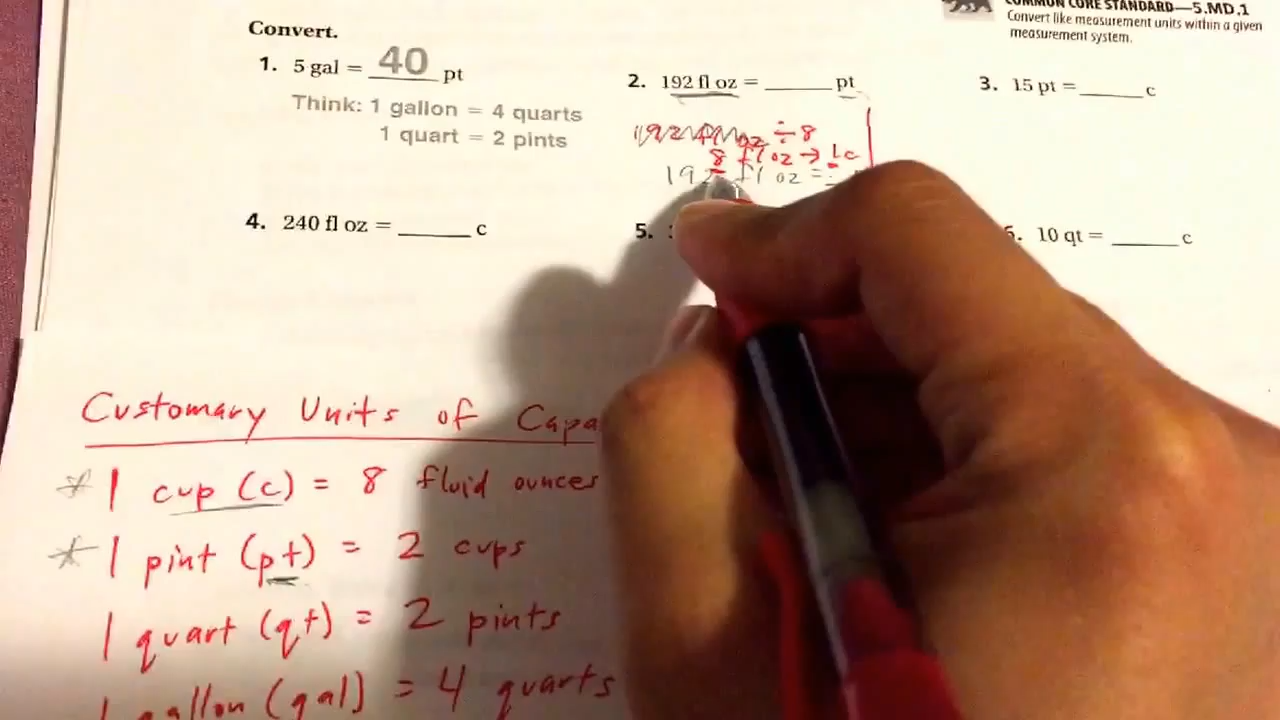 COMMON CORE STANDARD—5.MD.1
Convert like measurement units within a given
measurement system.
Convert.
1. 5 gal = 40 pt
Think: 1 gallon = 4 quarts
1 quart = 2 pints
2. 192 fl oz = ______ pt
÷ 8
8 fl oz → 1c
192 fl oz =
3. 15 pt = ______ c
4. 240 fl oz = ______ c
5.
6. 10 qt = ______ c
Customary Units of Capa
* 1 cup (c) = 8 fluid ounces
* 1 pint (pt) = 2 cups
1 quart (qt) = 2 pints
1 gallon (gal) = 4 quarts